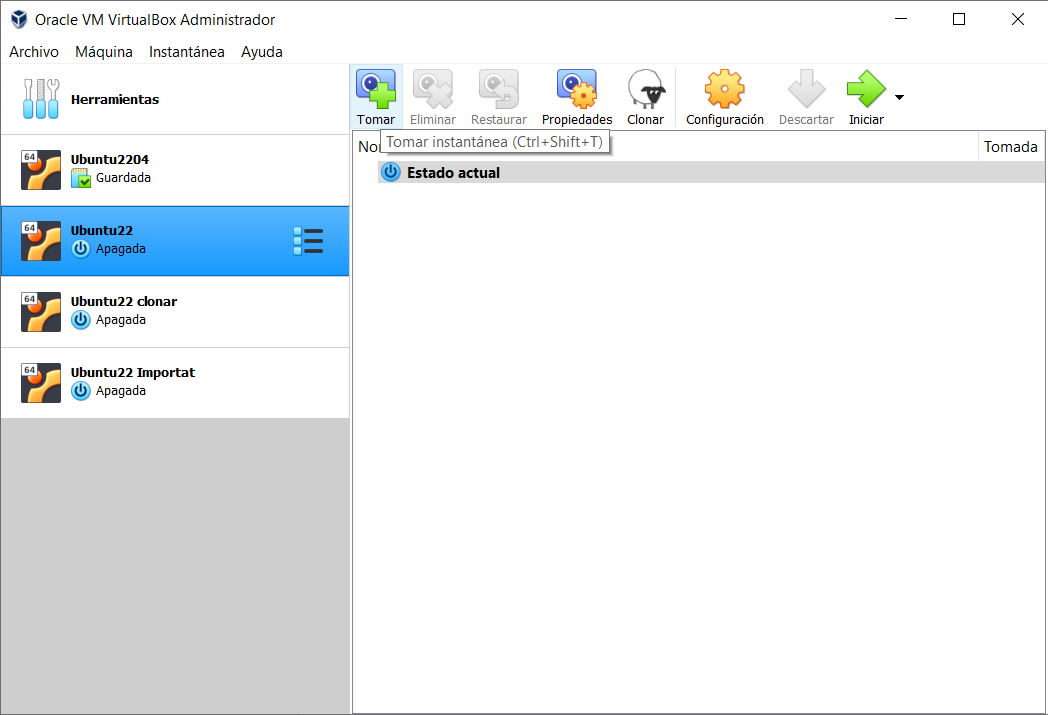 Oracle VM VirtualBox Administrador
Archivo Máquina Instantánea Ayuda
Herramientas
64
Ubuntu2204
Guardada
64
Ubuntu22
Apagada
64
Ubuntu22 clonar
Apagada
64
Ubuntu22 Importat
Apagada
Tomar Eliminar Restaurar Propiedades Clonar Configuración Descartar Iniciar
Tomar instantánea (Ctrl+Shift+T)
Tomada
Estado actual